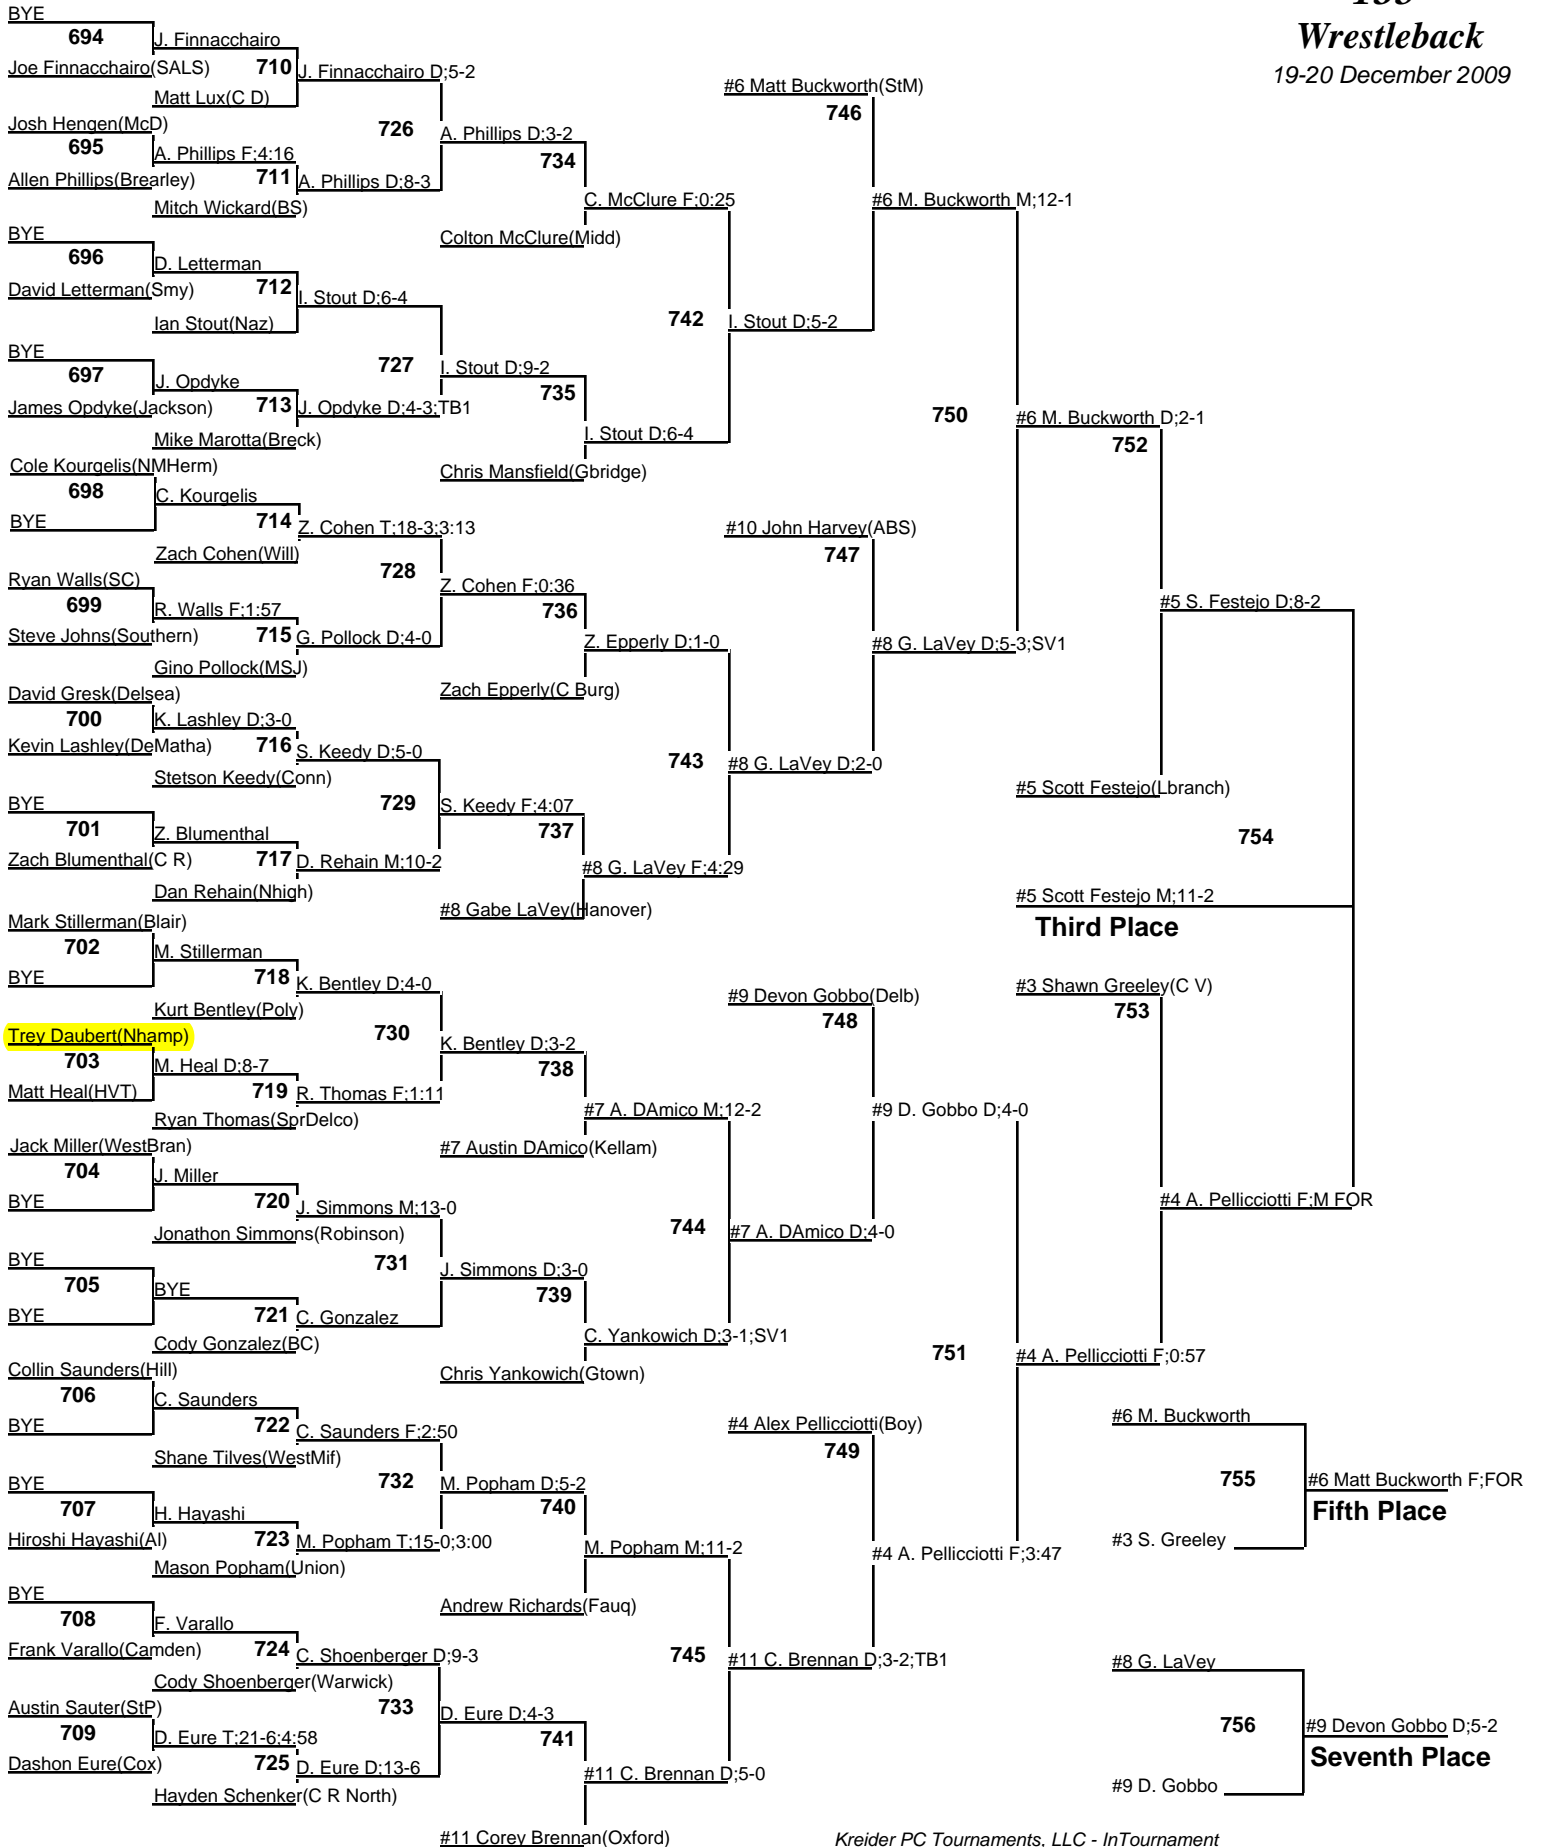 Wrestleback
19-20 December 2009
BYE
694
J. Finnacchairo
Joe Finnacchairo(SALS)
710
J. Finnacchairo D;5-2
Matt Lux(C D)
Josh Hengen(McD)
726
695
A. Phillips F;4:16
A. Phillips D;3-2
734
Allen Phillips(Brearley)
711
A. Phillips D;8-3
Mitch Wickard(BS)
C. McClure F;0:25
BYE
Colton McClure(Midd)
696
D. Letterman
David Letterman(Smy)
712
I. Stout D;6-4
Ian Stout(Naz)
742
I. Stout D;5-2
BYE
697
727
I. Stout D;9-2
J. Opdyke
735
James Opdyke(Jackson)
713
J. Opdyke D;4-3;TB1
Mike Marotta(Breck)
I. Stout D;6-4
Cole Kourgelis(NMHerm)
Chris Mansfield(Gbridge)
698
C. Kourgelis
BYE
714
Z. Cohen T;18-3;3:13
Zach Cohen(Will)
728
Ryan Walls(SC)
Z. Cohen F;0:36
699
R. Walls F;1:57
736
Steve Johns(Southern)
715
G. Pollock D;4-0
Z. Epperly D;1-0
Gino Pollock(MSJ)
David Gresk(Delsea)
Zach Epperly(C Burg)
700
K. Lashley D;3-0
Kevin Lashley(DeMatha)
716
S. Keedy D;5-0
743
#8 G. LaVey D;2-0
Stetson Keedy(Conn)
BYE
729
S. Keedy F;4:07
701
Z. Blumenthal
737
Zach Blumenthal(C R)
717
D. Rehain M;10-2
#8 G. LaVey F;4:29
Dan Rehain(Nhigh)
#8 Gabe LaVey(Hanover)
#6 Matt Buckworth(StM)
746
#6 M. Buckworth M;12-1
750
#6 M. Buckworth D;2-1
752
#10 John Harvey(ABS)
747
#8 G. LaVey D;5-3;SV1
#5 S. Festejo D;8-2
#5 Scott Festejo(Lbranch)
754
#5 Scott Festejo M;11-2
Third Place
Mark Stillerman(Blair)
702
M. Stillerman
BYE
718
K. Bentley D;4-0
Kurt Bentley(Poly)
Trey Daubert(Nhamp)
730
K. Bentley D;3-2
703
M. Heal D;8-7
738
Matt Heal(HVT)
719
R. Thomas F;1:11
#7 A. DAmico M;12-2
Ryan Thomas(SprDelco)
Jack Miller(WestBran)
#7 Austin DAmico(Kellam)
704
J. Miller
BYE
720
J. Simmons M;13-0
744
#7 A. DAmico D;4-0
Jonathon Simmons(Robinson)
BYE
731
J. Simmons D;3-0
705
BYE
739
BYE
721
C. Gonzalez
C. Yankowich D;3-1;SV1
Cody Gonzalez(BC)
Collin Saunders(Hill)
Chris Yankowich(Gtown)
706
C. Saunders
BYE
722
C. Saunders F;2:50
Shane Tilves(WestMif)
BYE
732
M. Popham D;5-2
740
707
H. Hayashi
Hiroshi Hayashi(Al)
723
M. Popham T;15-0;3:00
M. Popham M;11-2
Mason Popham(Union)
BYE
Andrew Richards(Fauq)
708
F. Varallo
Frank Varallo(Camden)
724
C. Shoenberger D;9-3
745
#11 C. Brennan D;3-2;TB1
Cody Shoenberger(Warwick)
Austin Sauter(StP)
733
D. Eure D;4-3
709
D. Eure T;21-6;4:58
741
Dashon Eure(Cox)
725
D. Eure D;13-6
#11 C. Brennan D;5-0
Hayden Schenker(C R North)
#11 Corey Brennan(Oxford)
#9 Devon Gobbo(Delb)
748
#9 D. Gobbo D;4-0
#3 Shawn Greeley(C V)
753
#4 A. Pellicciotti F;M FOR
751
#4 A. Pellicciotti F;0:57
#4 Alex Pellicciotti(Boy)
749
#4 A. Pellicciotti F;3:47
#6 M. Buckworth
755
#6 Matt Buckworth F;FOR
Fifth Place
#3 S. Greeley
#8 G. LaVey
756
#9 Devon Gobbo D;5-2
Seventh Place
#9 D. Gobbo
Kreider PC Tournaments, LLC - InTournament